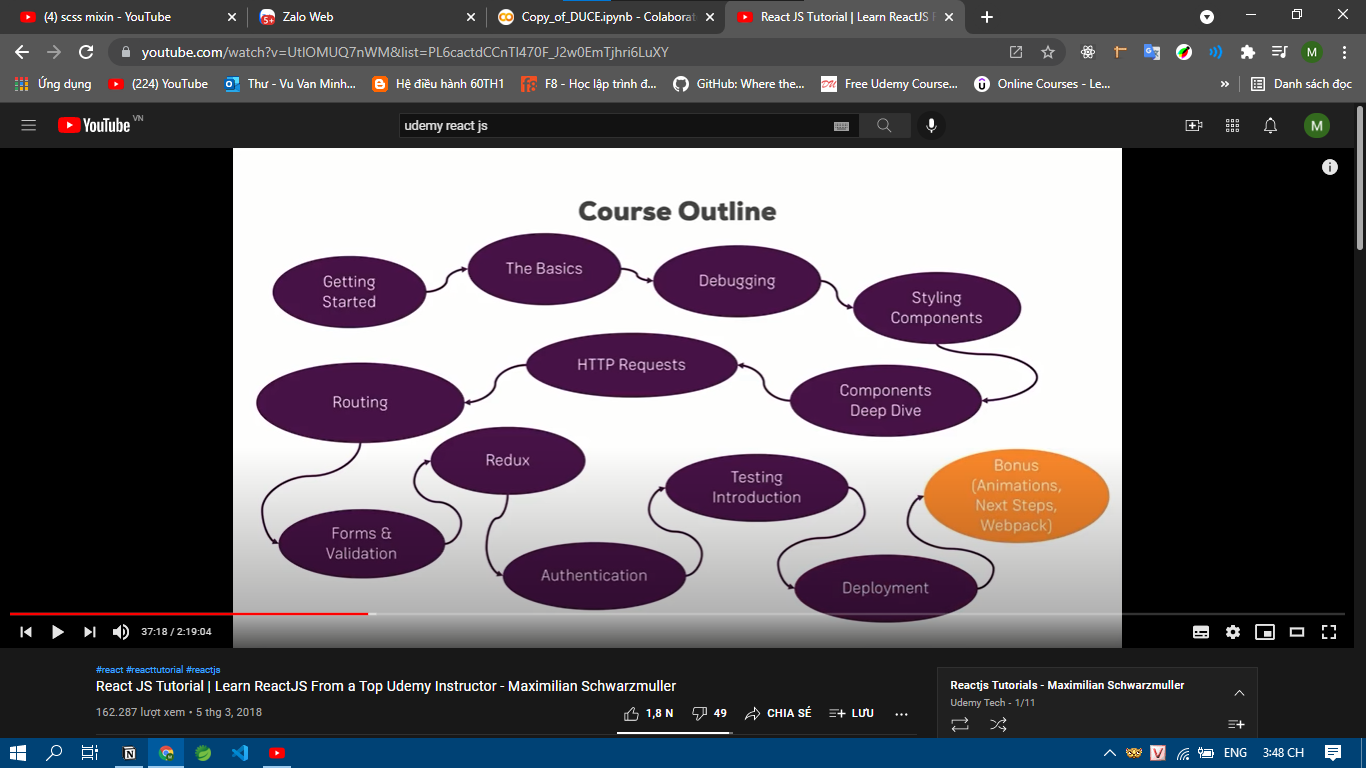 (4) scss mixin - YouTube
Zalo Web
Copy_of_DUCE.ipynb - Colaborat
React JS Tutorial | Learn ReactJS F
youtube.com/watch?v=UtIOMUQ7nWM&list=PL6cactdCCnTl470F_J2w0EmTjhri6LuXY
M
Ứng dụng
(224) YouTube
Thư - Vu Van Minh...
Hệ điều hành 60TH1
F8 - Học lập trình đ...
GitHub: Where the...
Free Udemy Course...
Online Courses - Le...
»
Danh sách đọc
YouTube VN
udemy react js
M
Course Outline
Getting
Started
The Basics
Debugging
Styling
Components
Components
Deep Dive
HTTP Requests
Routing
Forms &
Validation
Redux
Authentication
Testing
Introduction
Deployment
Bonus
(Animations,
Next Steps,
Webpack)
37:18 / 2:19:04
#react #reacttutorial #reactjs
React JS Tutorial | Learn ReactJS From a Top Udemy Instructor - Maximilian Schwarzmuller
162.287 lượt xem • 5 thg 3, 2018
1,8 N
49
CHIA SẺ
LƯU
Reactjs Tutorials - Maximilian Schwarzmuller
Udemy Tech - 1/11
ENG
3:48 CH